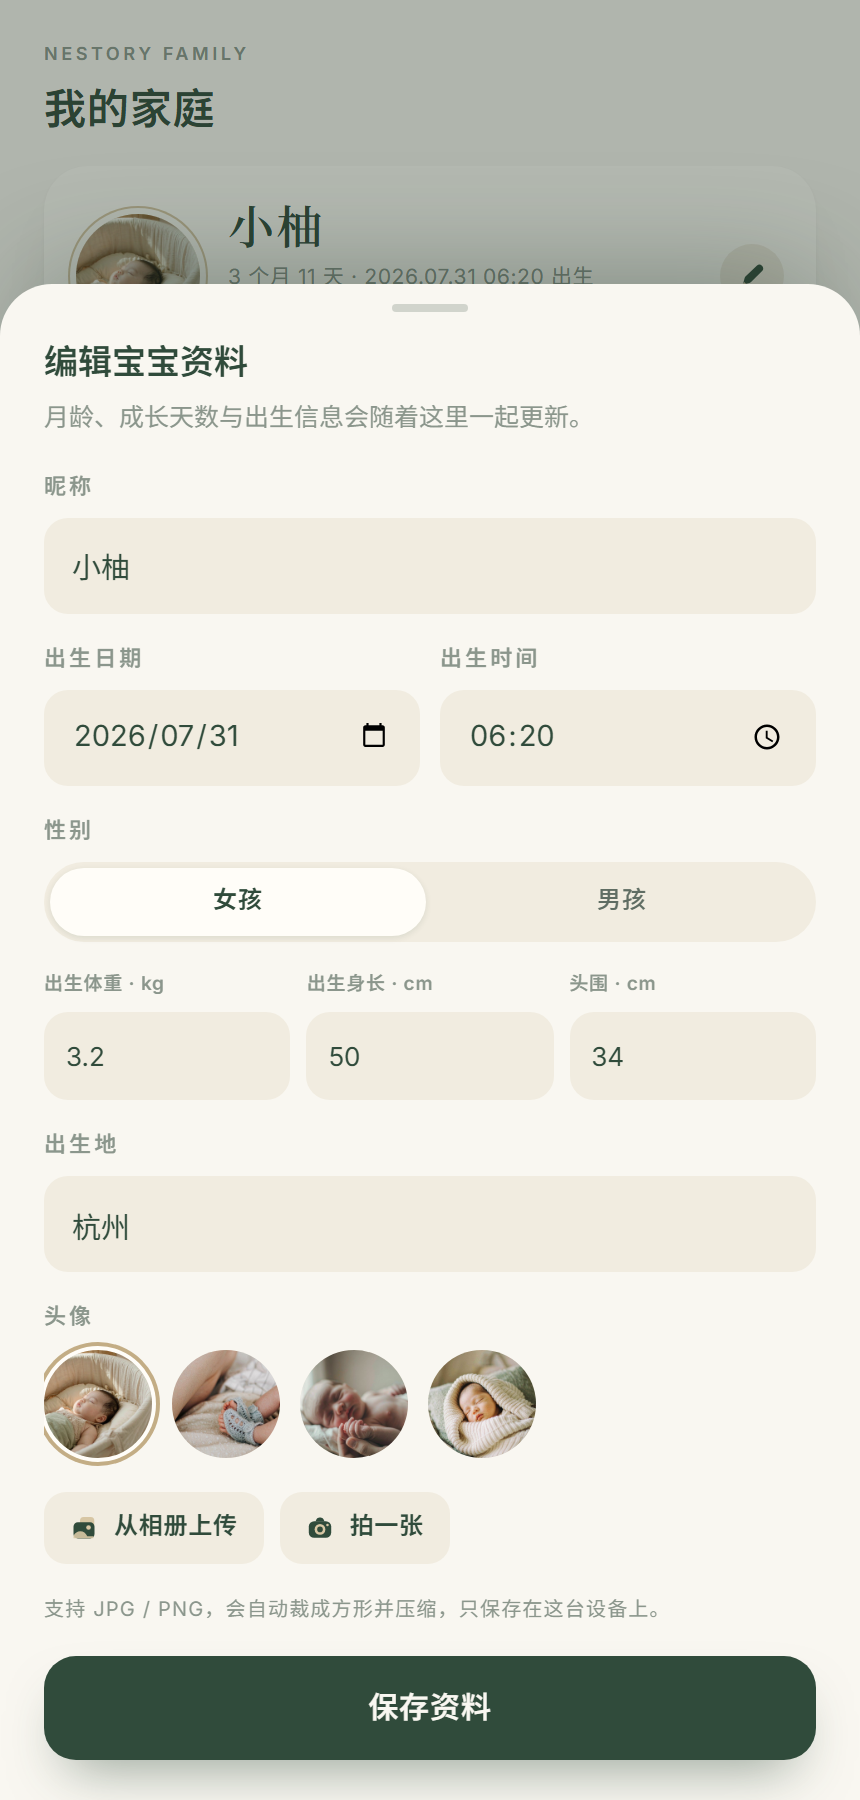 NESTORY FAMILY
我的家庭
小柚
3 个月 11 天 · 2026.07.31 06:20 出生
编辑宝宝资料
月龄、成长天数与出生信息会随着这里一起更新。
昵称
小柚
出生日期
出生时间
2026/07/31
06:20
性别
女孩
男孩
出生体重 · kg
出生身长 · cm
头围 · cm
3.2
50
34
出生地
杭州
头像
从相册上传
拍一张
支持 JPG / PNG，会自动裁成方形并压缩，只保存在这台设备上。
保存资料